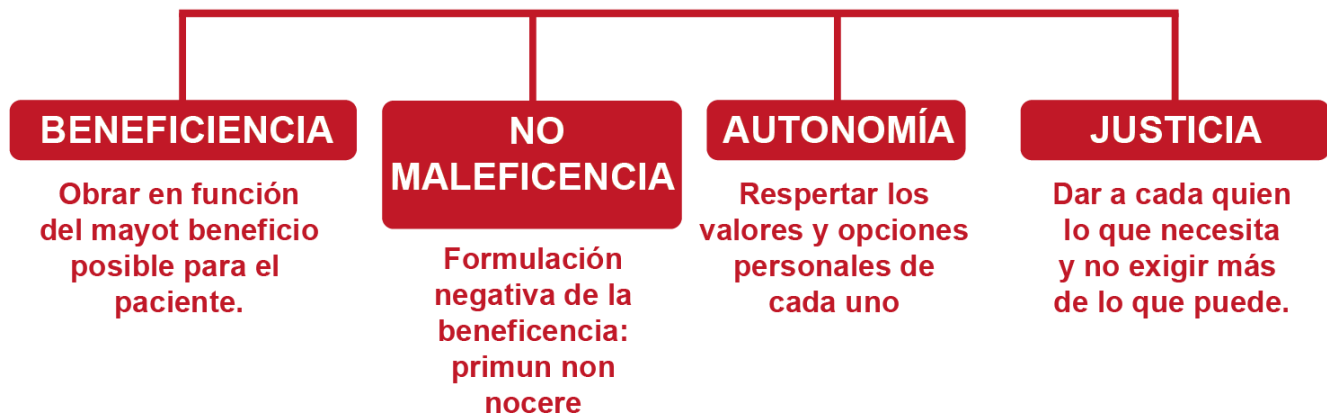 BENEFICIENCIA
Obrar en función
del mayot beneficio
posible para el
paciente.
NO
MALEFICENCIA
Formulación
negativa de la
beneficencia:
primun non
nocere
AUTONOMÍA
Respertar los
valores y opciones
personales de
cada uno
JUSTICIA
Dar a cada quien
lo que necesita
y no exigir más
de lo que puede.